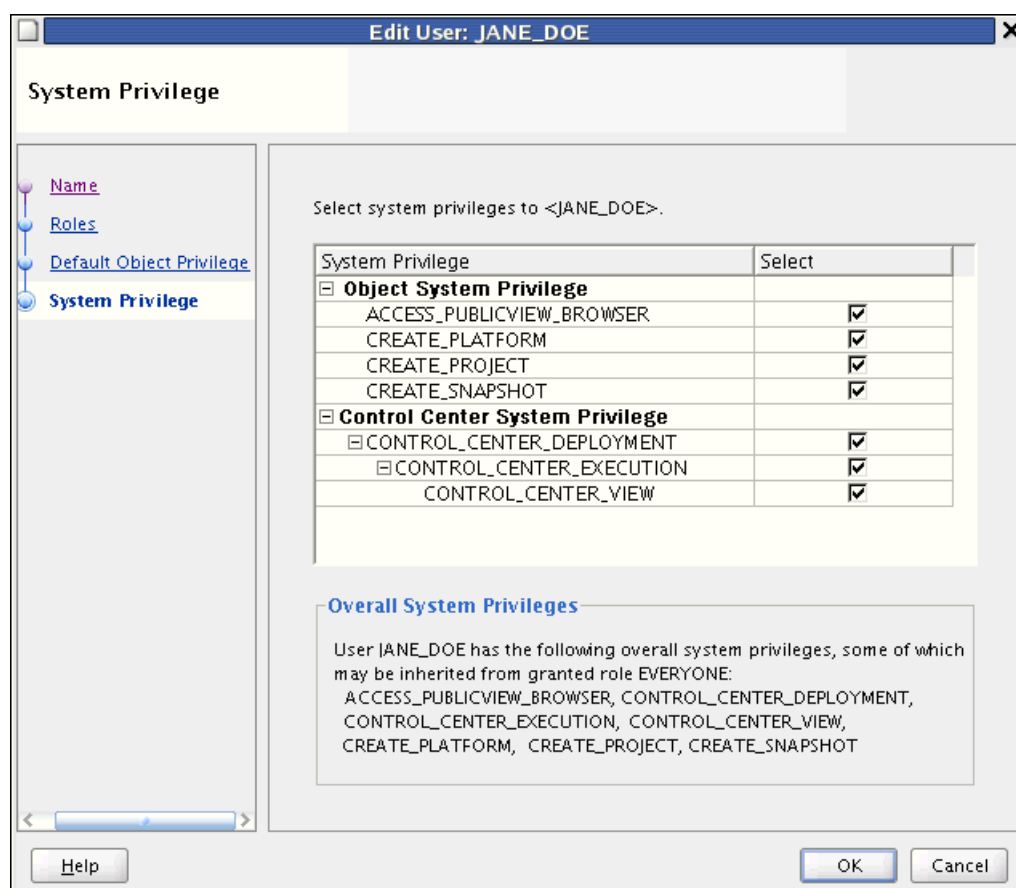 Edit User: JANE_DOE
System Privilege
Name
Roles
Default Object Privilege
System Privilege
Select system privileges to <JANE_DOE>.
System Privilege Select
Object System Privilege
ACCESS_PUBLICVIEW_BROWSER
CREATE_PLATFORM
CREATE_PROJECT
CREATE_SNAPSHOT
Control Center System Privilege
CONTROL_CENTER_DEPLOYMENT
CONTROL_CENTER_EXECUTION
CONTROL_CENTER_VIEW
Overall System Privileges
User JANE_DOE has the following overall system privileges, some of which
may be inherited from granted role EVERYONE:
ACCESS_PUBLICVIEW_BROWSER, CONTROL_CENTER_DEPLOYMENT,
CONTROL_CENTER_EXECUTION, CONTROL_CENTER_VIEW,
CREATE_PLATFORM, CREATE_PROJECT, CREATE_SNAPSHOT
Help OK Cancel